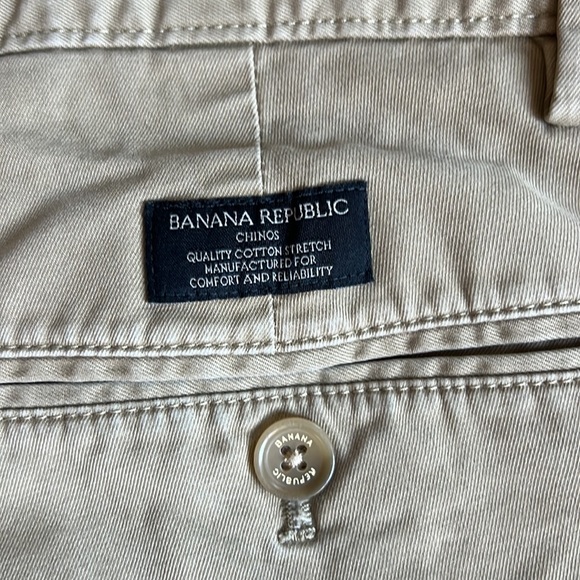 BANANA REPUBLIC
CHINOS
QUALITY COTTON STRETCH
MANUFACTURED FOR
COMFORT AND RELIABILITY
BANANA
REPUBLIC